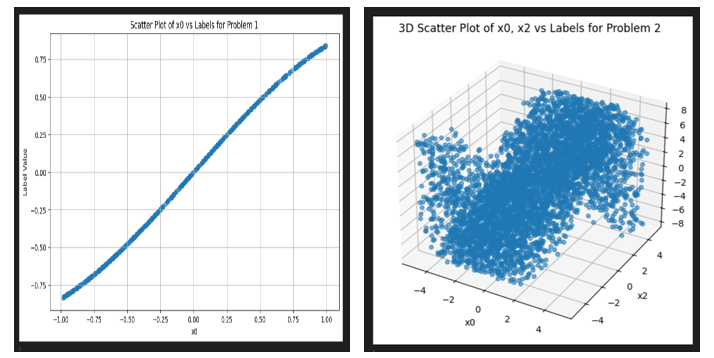 Scatter Plot of x0 vs Labels for Problem 1
0.75
0.50
0.25
0.00
−0.25
−0.50
−0.75
Label Value
−1.00 −0.75 −0.50 −0.25 0.00 0.25 0.50 0.75 1.00
x0
3D Scatter Plot of x0, x2 vs Labels for Problem 2
8
6
4
2
0
−2
−4
−6
−8
−4 −2 0 2 4
x0
−4 −2 0 2 4
x2